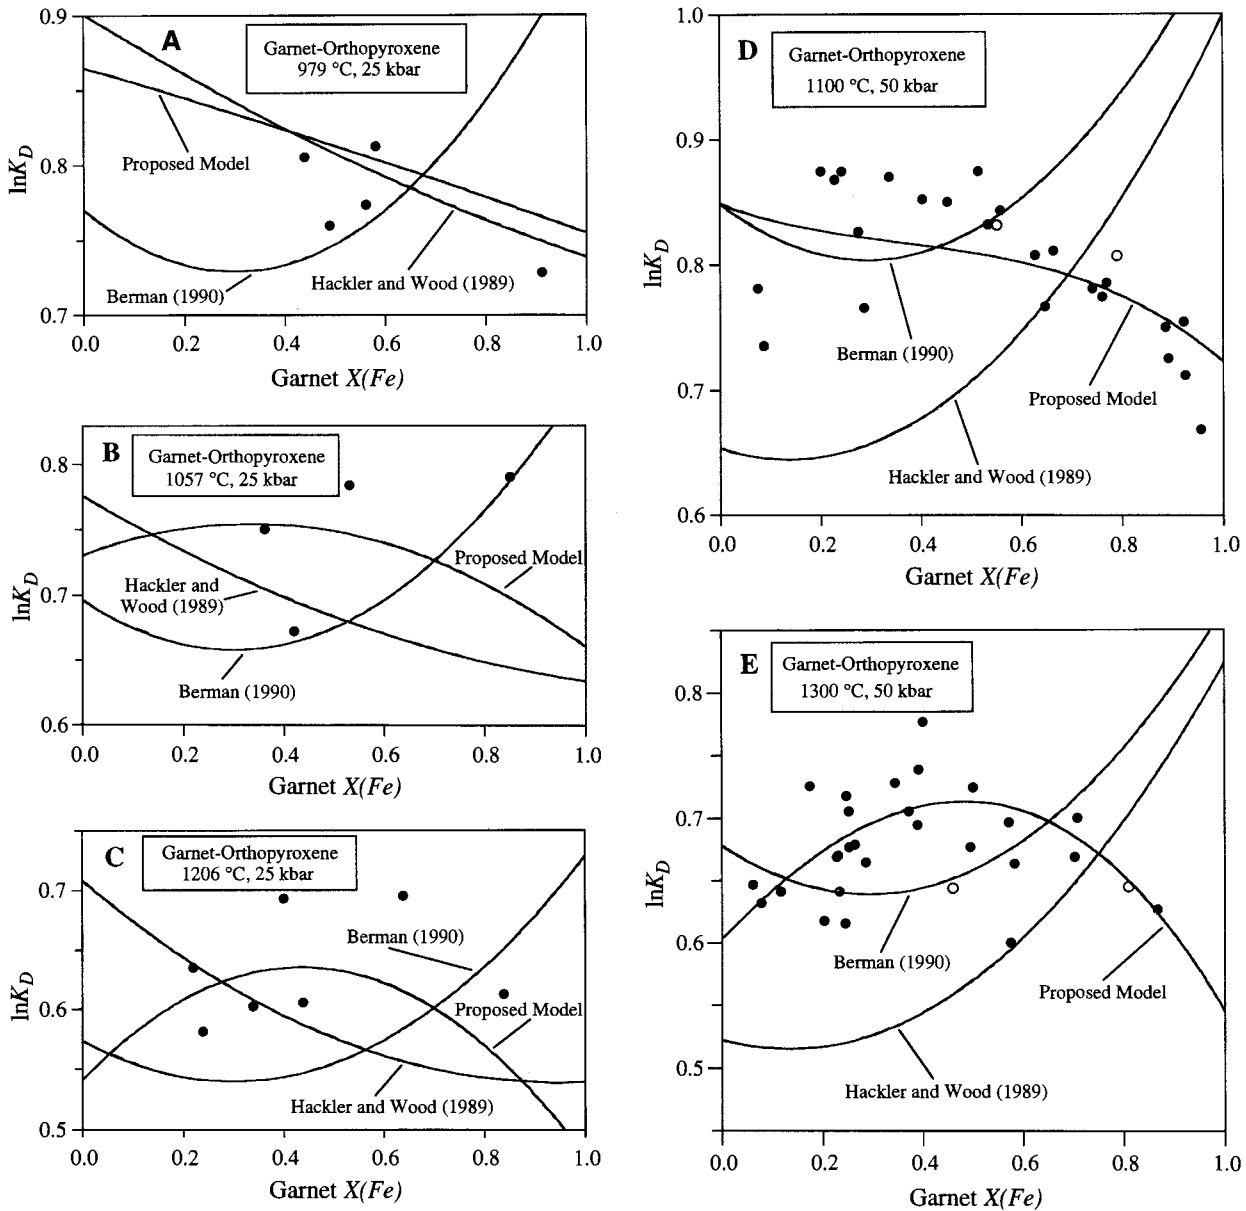 A
Garnet-Orthopyroxene
979 °C, 25 kbar
0.9
0.8
0.7
lnKD
Proposed Model
Berman (1990)
Hackler and Wood (1989)
0.0 0.2 0.4 0.6 0.8 1.0
Garnet X(Fe)
B
Garnet-Orthopyroxene
1057 °C, 25 kbar
0.8
0.7
0.6
lnKD
Proposed Model
Hackler and
Wood (1989)
Berman (1990)
0.0 0.2 0.4 0.6 0.8 1.0
Garnet X(Fe)
C
Garnet-Orthopyroxene
1206 °C, 25 kbar
0.7
0.6
0.5
lnKD
Berman (1990)
Proposed Model
Hackler and Wood (1989)
0.0 0.2 0.4 0.6 0.8 1.0
Garnet X(Fe)
D
Garnet-Orthopyroxene
1100 °C, 50 kbar
1.0
0.9
0.8
0.7
0.6
lnKD
Berman (1990)
Proposed Model
Hackler and Wood (1989)
0.0 0.2 0.4 0.6 0.8 1.0
Garnet X(Fe)
E
Garnet-Orthopyroxene
1300 °C, 50 kbar
0.8
0.7
0.6
0.5
lnKD
Berman (1990)
Proposed Model
Hackler and Wood (1989)
0.0 0.2 0.4 0.6 0.8 1.0
Garnet X(Fe)